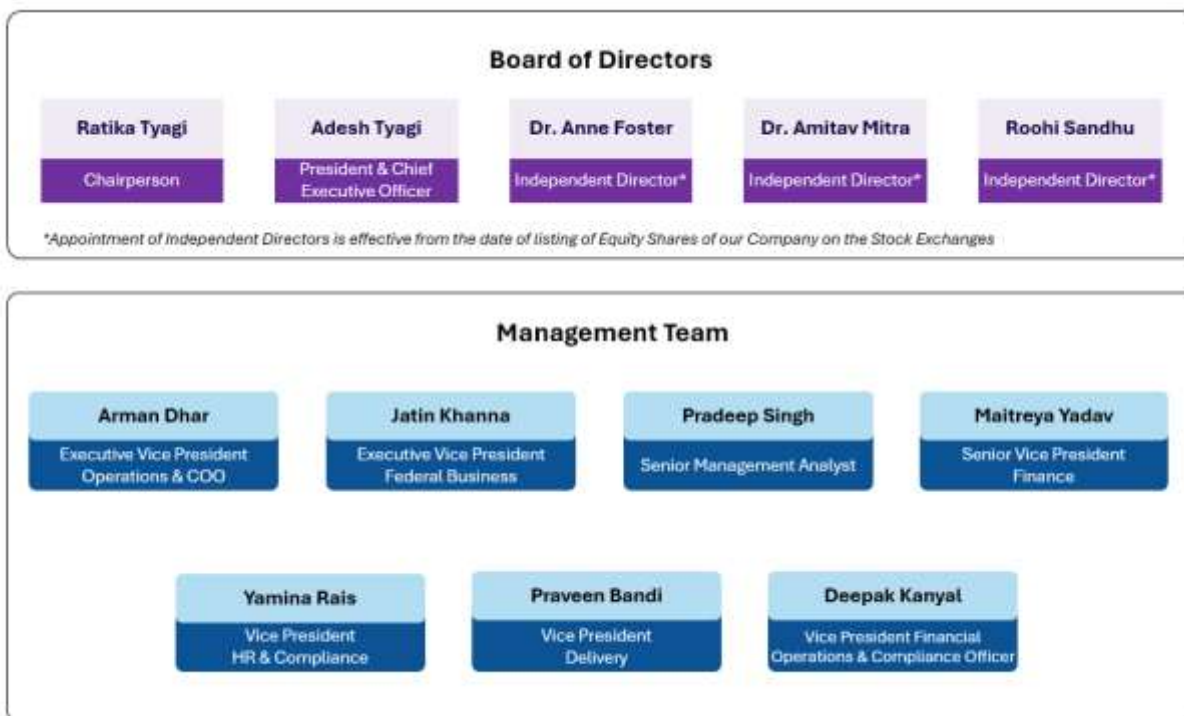 Board of Directors
Ratika Tyagi
Adesh Tyagi
Dr. Anne Foster
Dr. Amitav Mitra
Roohi Sandhu
Chairperson
President & Chief
Executive Officer
Independent Director*
Independent Director*
Independent Director*
*Appointment of Independent Directors is effective from the date of listing of Equity Shares of our Company on the Stock Exchanges
Management Team
Arman Dhar
Jatin Khanna
Pradeep Singh
Maitreya Yadav
Executive Vice President
Operations & COO
Executive Vice President
Federal Business
Senior Management Analyst
Senior Vice President
Finance
Yamina Rais
Praveen Bandi
Deepak Kanyal
Vice President
HR & Compliance
Vice President
Delivery
Vice President Financial
Operations & Compliance Officer